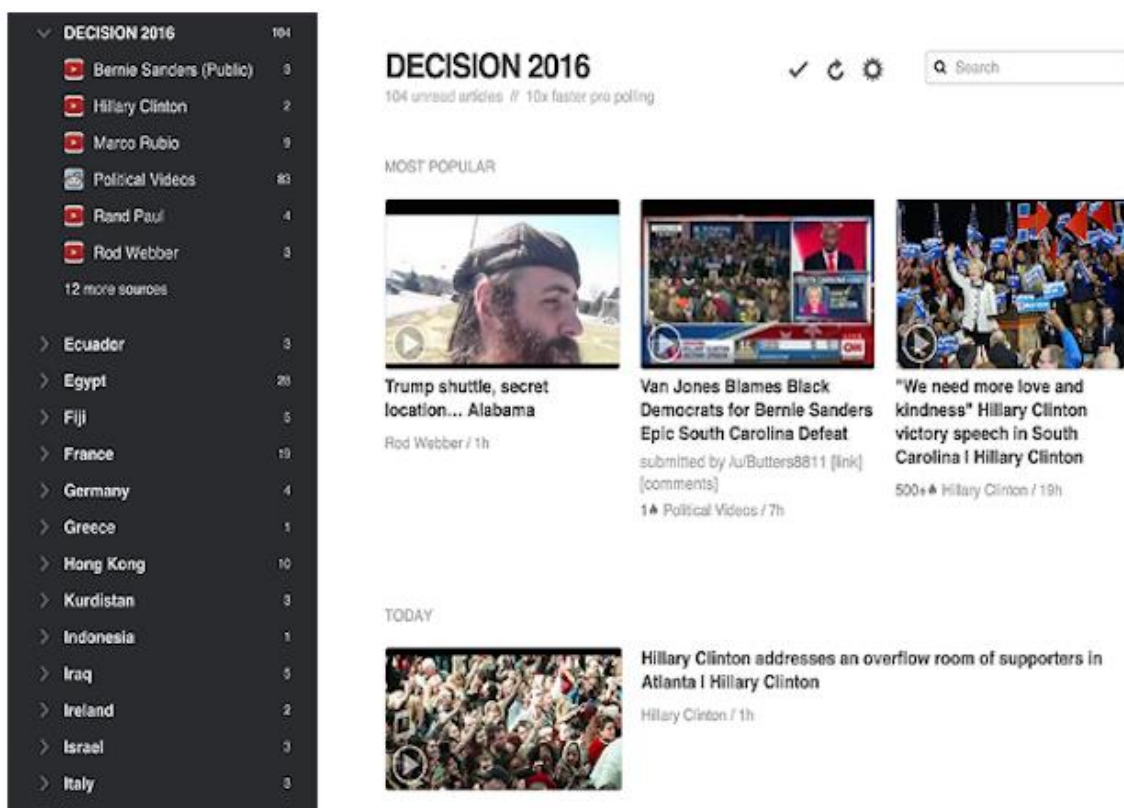 DECISION 2016 104
Bernie Sanders (Public) 3
Hillary Clinton 2
Marco Rubio 9
Political Videos 83
Rand Paul 4
Rod Webber 3
12 more sources
Ecuador 3
Egypt 28
Fiji 5
France 19
Germany 4
Greece 1
Hong Kong 10
Kurdistan 3
Indonesia 1
Iraq 5
Ireland 2
Israel 3
Italy 3
DECISION 2016
Search
104 unread articles // 10x faster pro polling
MOST POPULAR
CNN
Trump shuttle, secret
location... Alabama
Rod Webber / 1h
Van Jones Blames Black
Democrats for Bernie Sanders
Epic South Carolina Defeat
submitted by /u/Butters8811 [link]
[comments]
1 Political Videos / 7h
"We need more love and
kindness" Hillary Clinton
victory speech in South
Carolina | Hillary Clinton
500+ Hillary Clinton / 19h
TODAY
Hillary Clinton addresses an overflow room of supporters in
Atlanta | Hillary Clinton
Hillary Clinton / 1h